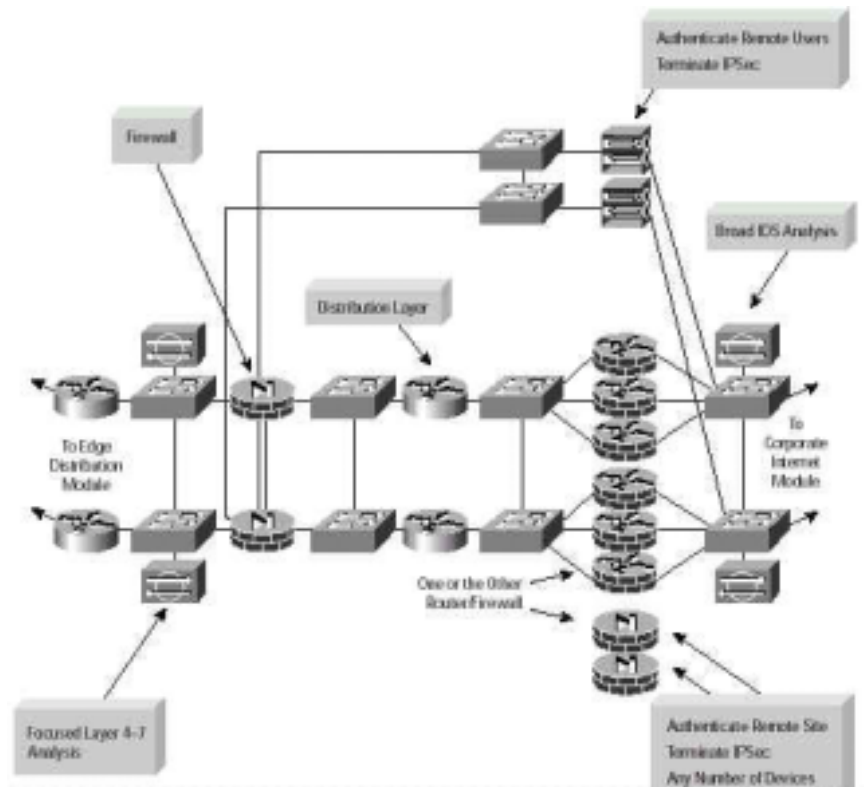 Authenticate Remote Users
Terminate IPSec
Firewall
Broad IDS Analysis
Distribution Layer
To Edge
Distribution
Module
To
Corporate
Internet
Module
One or the Other
Router/Firewall
Focused Layer 4–7
Analysis
Authenticate Remote Site
Terminate IPSec
Any Number of Devices